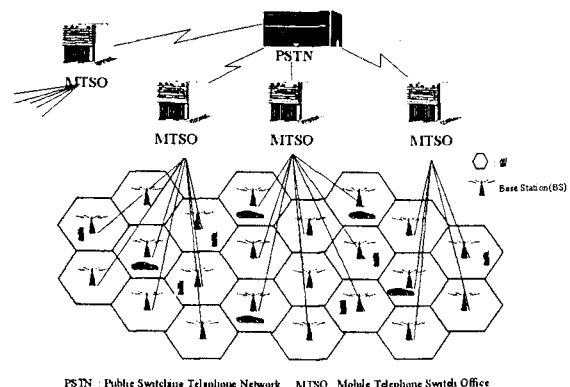 PSTN
MTSO
MTSO
MTSO
MTSO
Base Station(BS)
PSTN : Public Switching Telephone Network MTSO : Mobile Telephone Switch Office